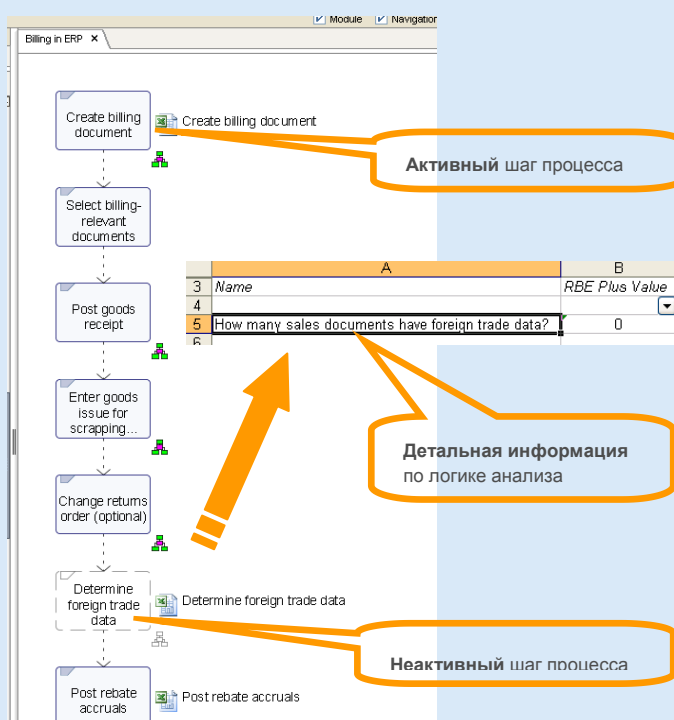 Module Navigation
Billing in ERP
Create billing
document
Create billing document
Активный шаг процесса
Select billing-
relevant
documents
A B
3 Name RBE Plus Value
4
5 How many sales documents have foreign trade data? 0
6
Post goods
receipt
Enter goods
issue for
scrapping...
Детальная информация
по логике анализа
Change returns
order (optional)
Determine
foreign trade
data
Determine foreign trade data
Неактивный шаг процесса
Post rebate
accruals
Post rebate accruals